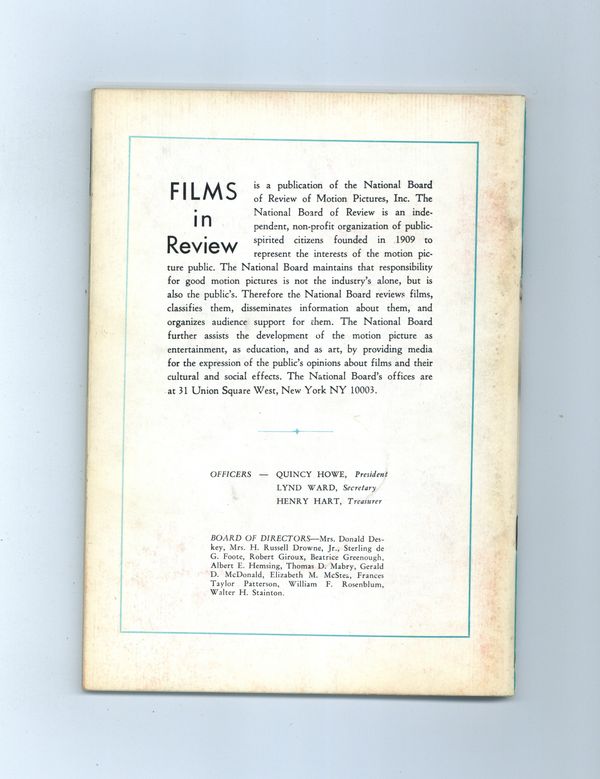 FILMS
in
Review
is a publication of the National Board
of Review of Motion Pictures, Inc. The
National Board of Review is an inde-
pendent, non-profit organization of public-
spirited citizens founded in 1909 to
represent the interests of the motion pic-
ture public. The National Board maintains that responsibility
for good motion pictures is not the industry's alone, but is
also the public's. Therefore the National Board reviews films,
classifies them, disseminates information about them, and
organizes audience support for them. The National Board
further assists the development of the motion picture as
entertainment, as education, and as art, by providing media
for the expression of the public's opinions about films and their
cultural and social effects. The National Board's offices are
at 31 Union Square West, New York NY 10003.
OFFICERS — QUINCY HOWE, President
LYND WARD, Secretary
HENRY HART, Treasurer
BOARD OF DIRECTORS—Mrs. Donald Des-
key, Mrs. H. Russell Drowne, Jr., Sterling de
G. Foote, Robert Giroux, Beatrice Greenough,
Albert E. Hemsing, Thomas D. Mabry, Gerald
D. McDonald, Elizabeth M. Frances
Taylor Patterson, William F. Rosenblum,
Walter H. Stainton.